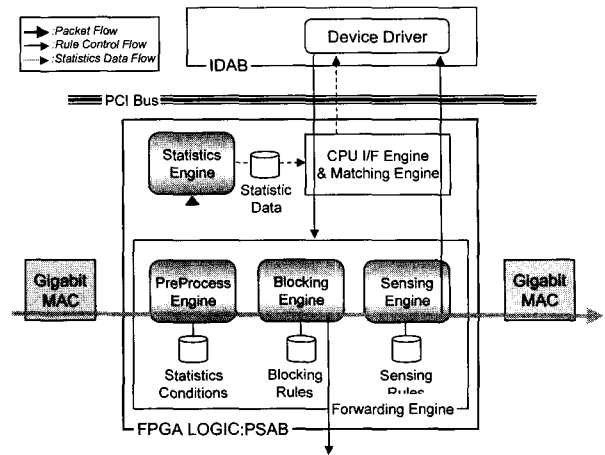 :Packet Flow
:Rule Control Flow
:Statistics Data Flow
Device Driver
IDAB
PCI Bus
Statistics
Engine
Statistic
Data
CPU I/F Engine
& Matching Engine
Gigabit
MAC
PreProcess
Engine
Blocking
Engine
Sensing
Engine
Gigabit
MAC
Statistics
Conditions
Blocking
Rules
Sensing
Rules
Forwarding Engine
FPGA LOGIC:PSAB